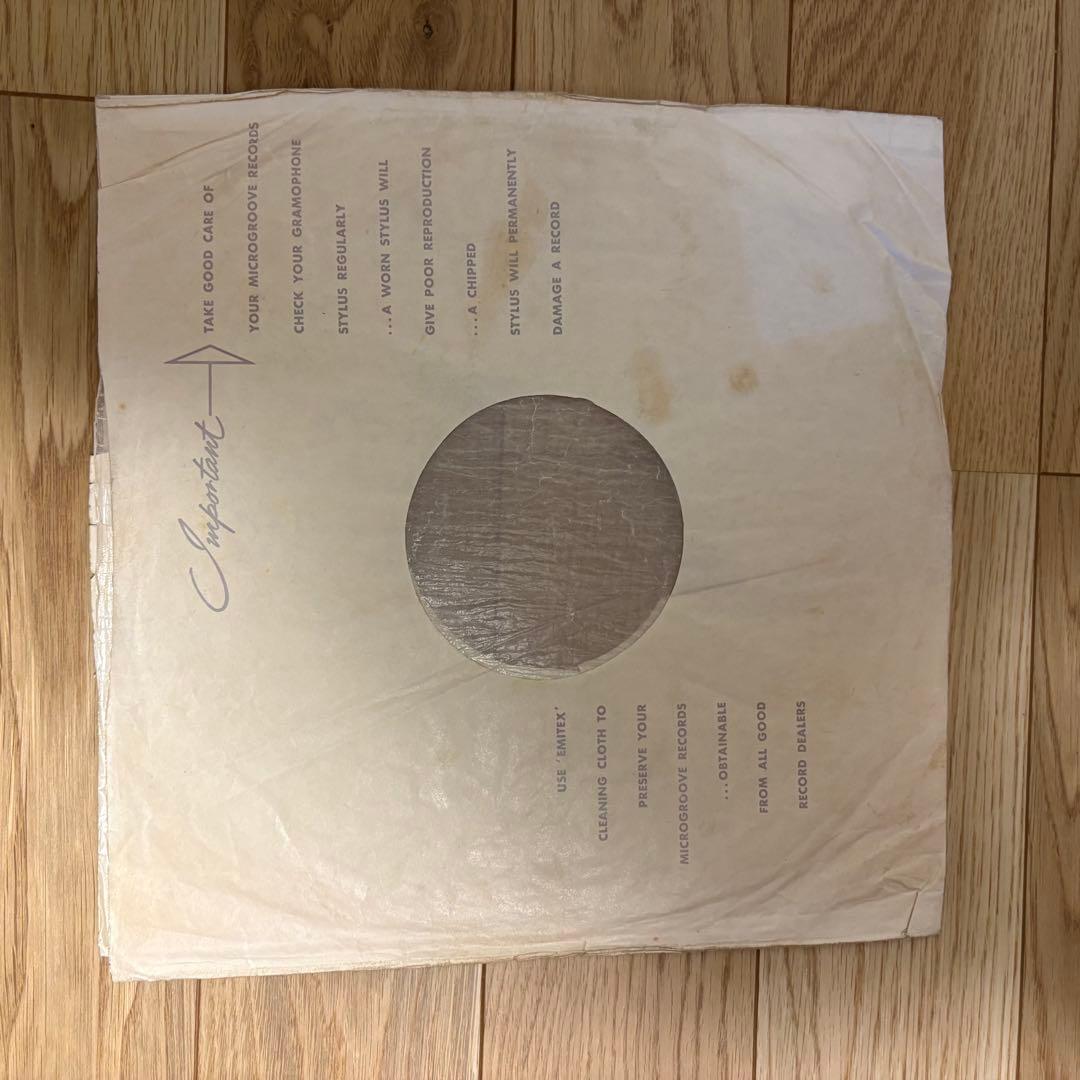 Important
TAKE GOOD CARE OF
YOUR MICROGROOVE RECORDS
CHECK YOUR GRAMOPHONE
STYLUS REGULARLY
...A WORN STYLUS WILL
GIVE POOR REPRODUCTION
...A CHIPPED
STYLUS WILL PERMANENTLY
DAMAGE A RECORD
USE 'EMITEX'
CLEANING CLOTH TO
PRESERVE YOUR
MICROGROOVE RECORDS
...OBTAINABLE
FROM ALL GOOD
RECORD DEALERS